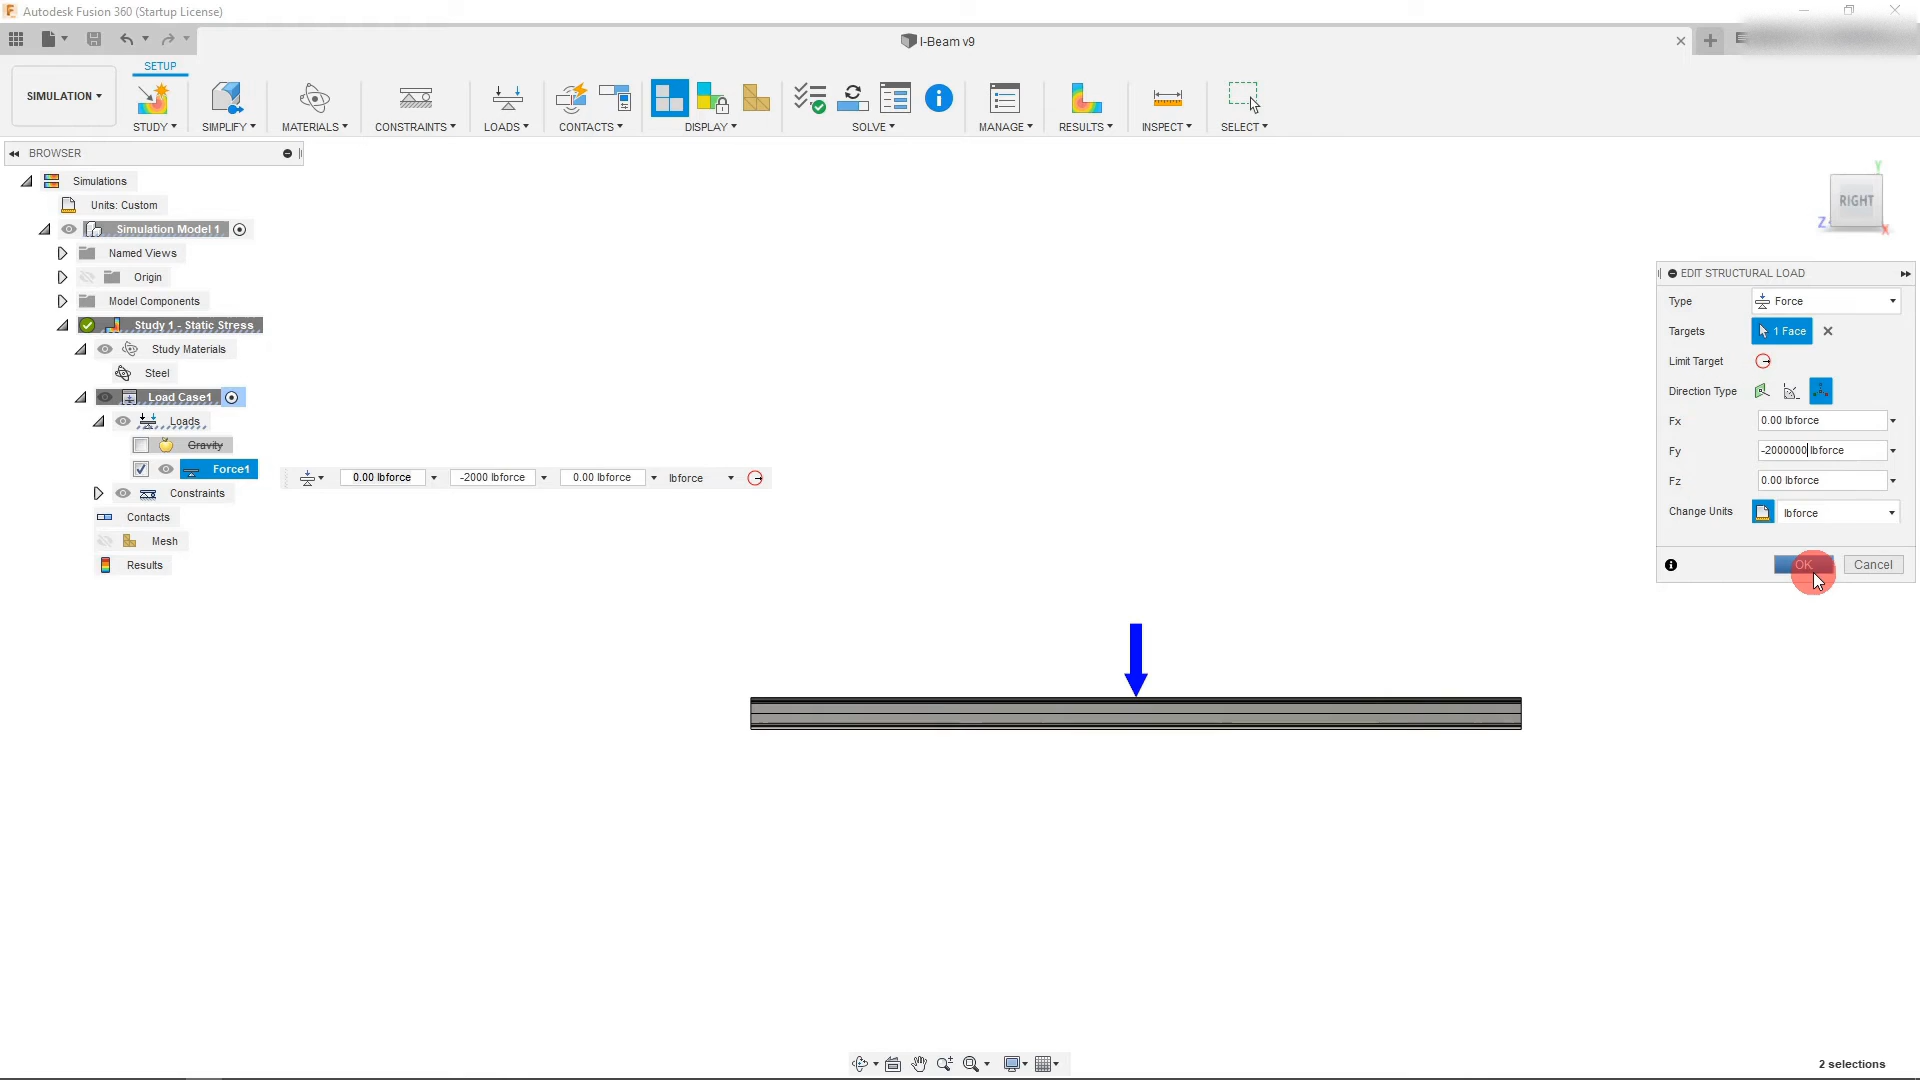 Autodesk Fusion 360 (Startup License)
I-Beam v9
SETUP
SIMULATION
STUDY
SIMPLIFY
MATERIALS
CONSTRAINTS
LOADS
CONTACTS
DISPLAY
SOLVE
MANAGE
RESULTS
INSPECT
SELECT
BROWSER
Simulations
Units: Custom
Simulation Model 1
Named Views
Origin
Model Components
Study 1 - Static Stress
Study Materials
Steel
Load Case1
Loads
Gravity
Force1
Constraints
Contacts
Mesh
Results
0.00 lbforce -2000 lbforce 0.00 lbforce lbforce
Y
RIGHT
Z
X
EDIT STRUCTURAL LOAD
Type Force
Targets 1 Face
Limit Target
Direction Type
Fx 0.00 lbforce
Fy -2000000 lbforce
Fz 0.00 lbforce
Change Units lbforce
OK Cancel
2 selections